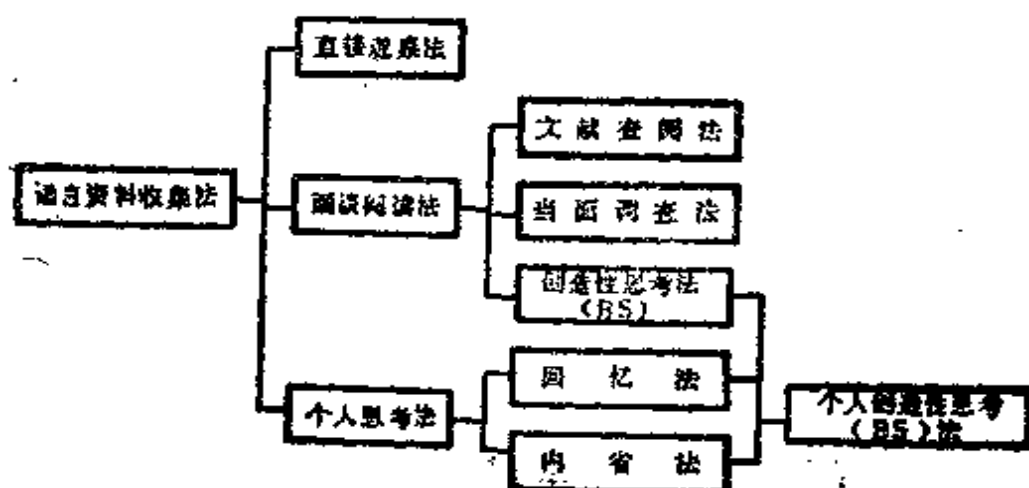 直接观察法
文献查阅法
语言资料收集法
面谈阅读法
当面调查法
创造性思考法
(BS)
个人思考法
回忆法
内省法
个人创造性思考
(BS)法